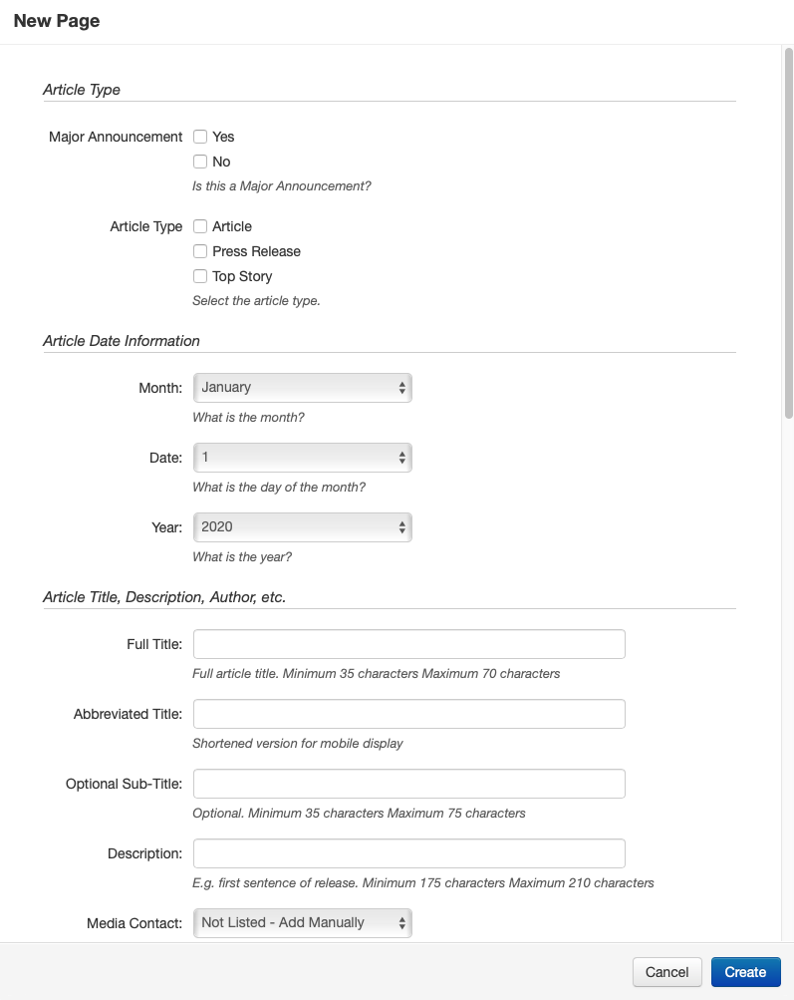 New Page
Article Type
Major Announcement Yes
No
Is this a Major Announcement?
Article Type Article
Press Release
Top Story
Select the article type.
Article Date Information
Month: January
What is the month?
Date: 1
What is the day of the month?
Year: 2020
What is the year?
Article Title, Description, Author, etc.
Full Title:
Full article title. Minimum 35 characters Maximum 70 characters
Abbreviated Title:
Shortened version for mobile display
Optional Sub-Title:
Optional. Minimum 35 characters Maximum 75 characters
Description:
E.g. first sentence of release. Minimum 175 characters Maximum 210 characters
Media Contact: Not Listed - Add Manually
Cancel Create